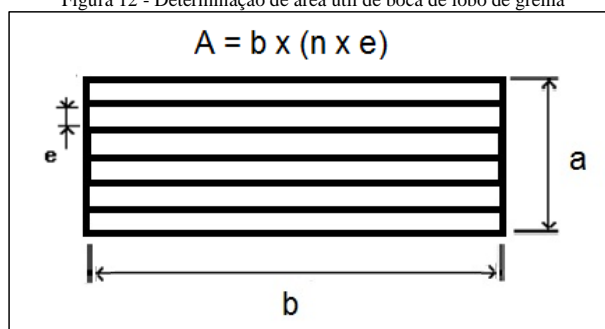 Figura 12 - Determinação de área útil de boca de lobo de grelha
A = b x (n x e)
e
a
b